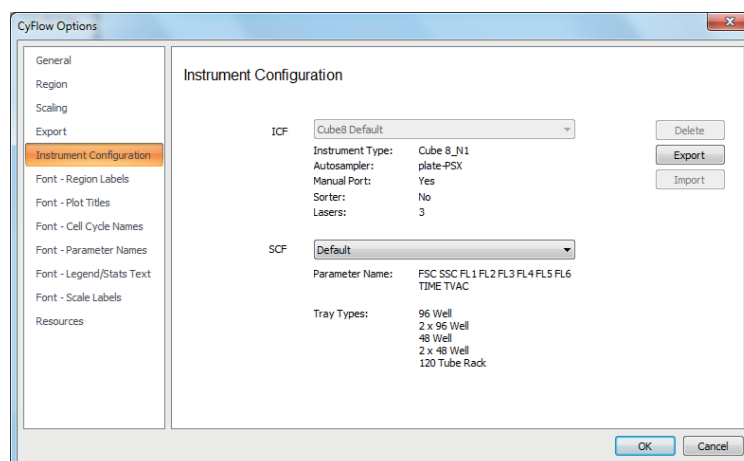 CyFlow Options
General
Region
Scaling
Export
Instrument Configuration
Font - Region Labels
Font - Plot Titles
Font - Cell Cycle Names
Font - Parameter Names
Font - Legend/Stats Text
Font - Scale Labels
Resources
Instrument Configuration
ICF Cube8 Default Delete
Instrument Type: Cube 8_N1 Export
Autosampler: plate-PSX
Manual Port: Yes Import
Sorter: No
Lasers: 3
SCF Default
Parameter Name: FSC SSC FL1 FL2 FL3 FL4 FL5 FL6
TIME TVAC
Tray Types: 96 Well
2 x 96 Well
48 Well
2 x 48 Well
120 Tube Rack
OK Cancel